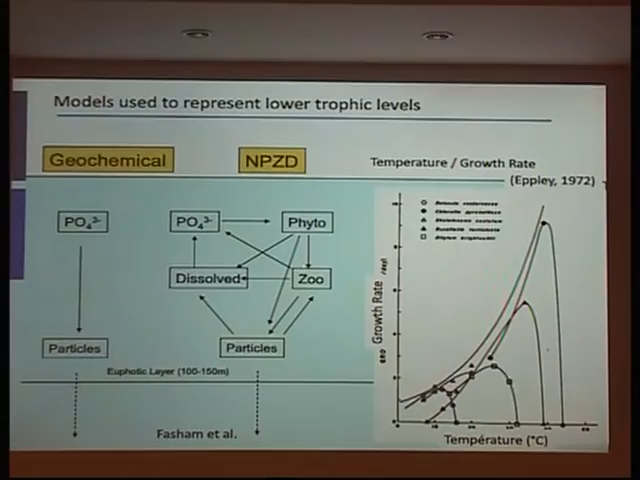 Models used to represent lower trophic levels
Geochemical
NPZD
Temperature / Growth Rate
(Eppley, 1972)
PO₄³⁻
PO₄³⁻
Phyto
Dissolved
Zoo
Particles
Particles
Euphotic Layer (100-150m)
Fasham et al.
Growth Rate
Température (°C)